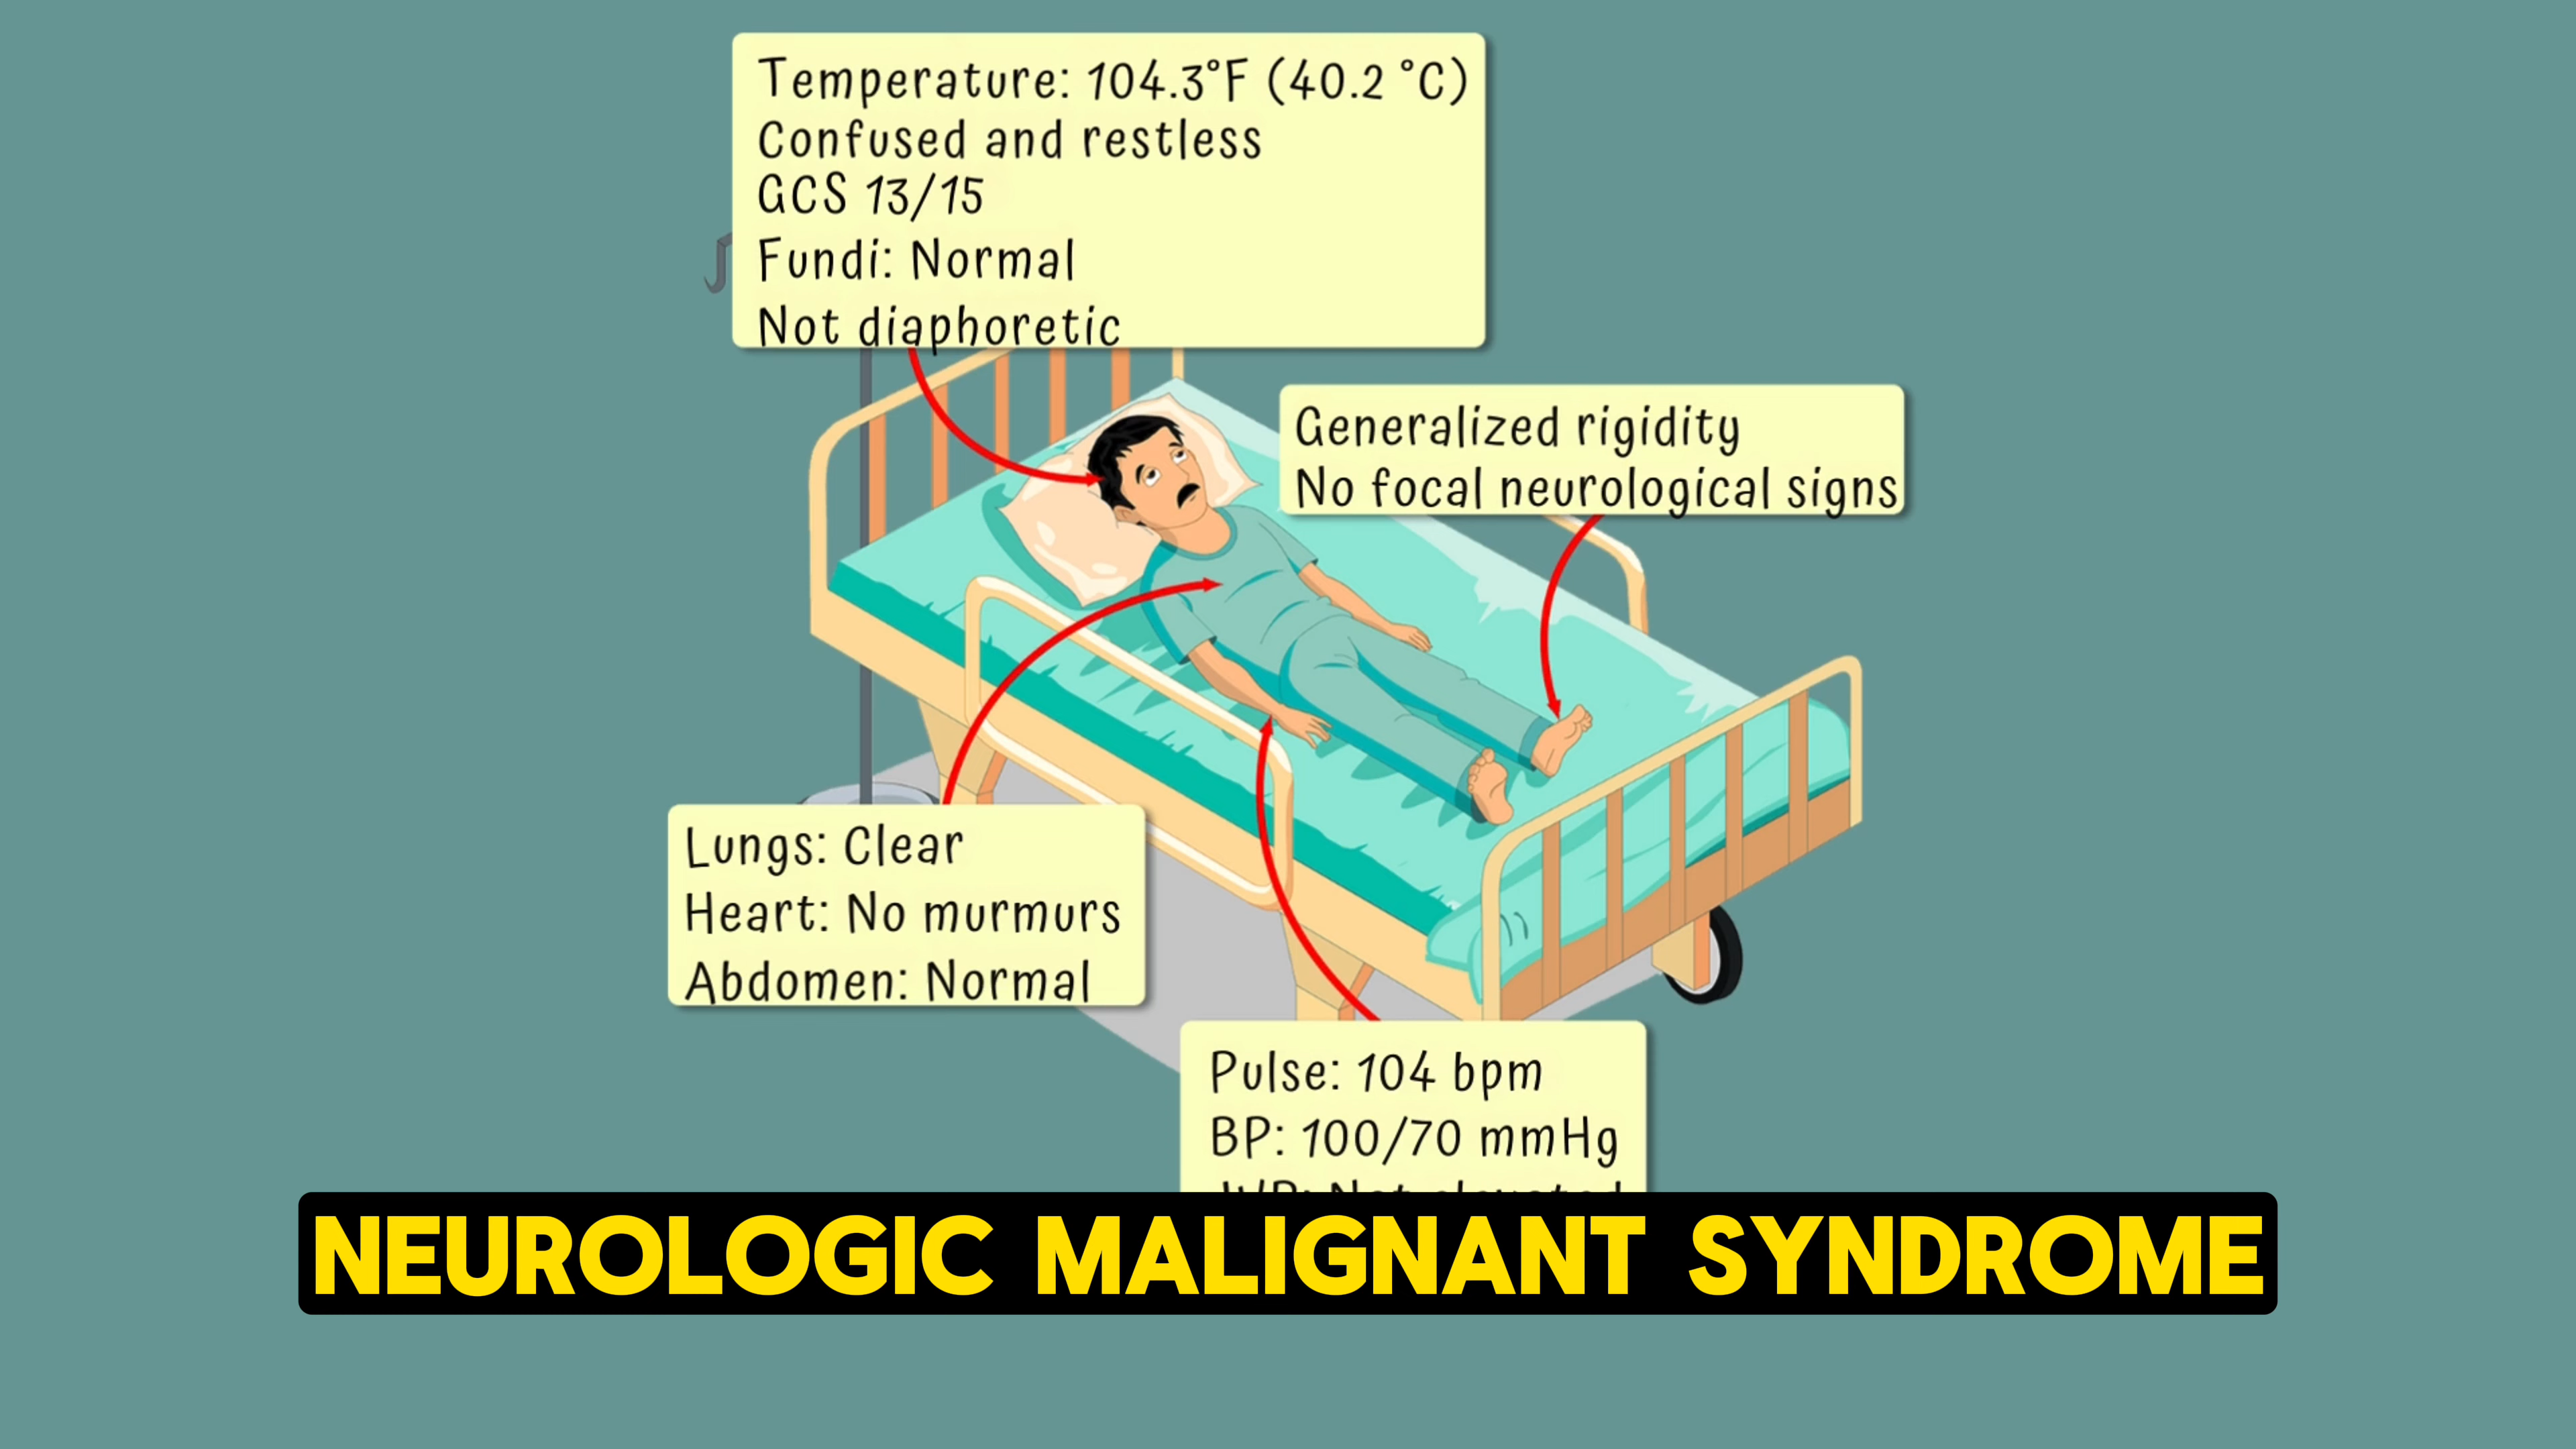 Temperature: 104.3°F (40.2 °C)
Confused and restless
GCS 13/15
Fundi: Normal
Not diaphoretic
Generalized rigidity
No focal neurological signs
Lungs: Clear
Heart: No murmurs
Abdomen: Normal
Pulse: 104 bpm
BP: 100/70 mmHg
NEUROLOGIC MALIGNANT SYNDROME